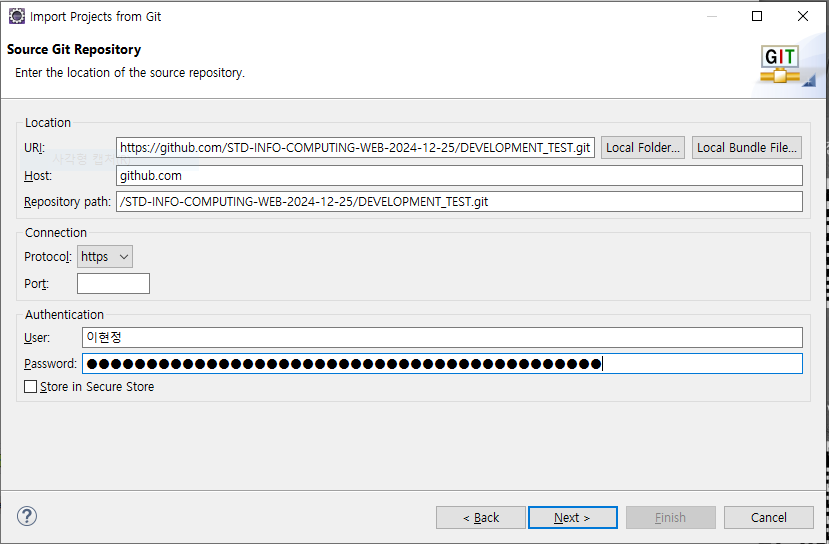 Import Projects from Git
Source Git Repository
Enter the location of the source repository.
GIT
Location
URI: https://github.com/STD-INFO-COMPUTING-WEB-2024-12-25/DEVELOPMENT_TEST.git Local Folder... Local Bundle File...
Host: github.com
Repository path: /STD-INFO-COMPUTING-WEB-2024-12-25/DEVELOPMENT_TEST.git
Connection
Protocol: https
Port:
Authentication
User: 이현정
Password: ●●●●●●●●●●●●●●●●●●●●●●●●●●●●●●●●●●●●●●●●●●●
Store in Secure Store
? < Back Next > Finish Cancel